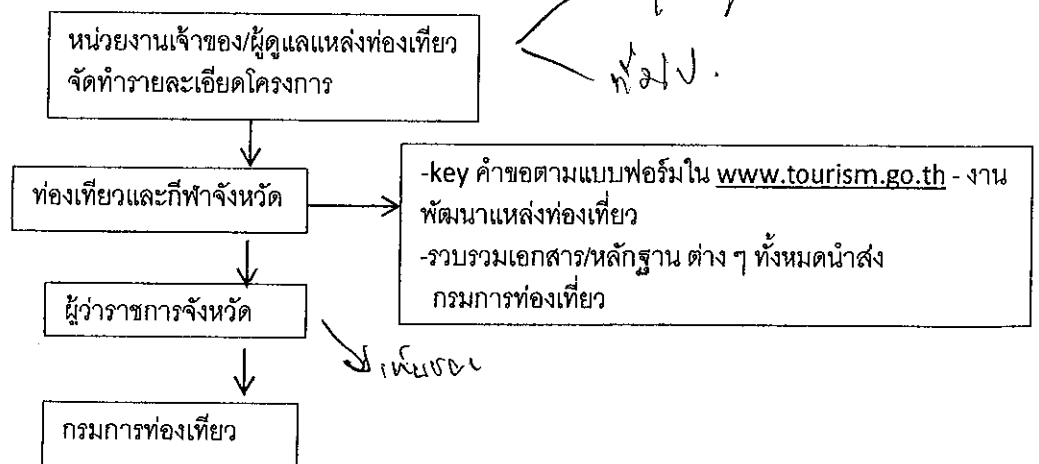 หน่วยงานเจ้าของ/ผู้ดูแลแหล่งท่องเที่ยว
จัดทำรายละเอียดโครงการ
ท่องเที่ยวและกีฬาจังหวัด
-key คำขอตามแบบฟอร์มใน www.tourism.go.th - งาน
พัฒนาแหล่งท่องเที่ยว
-รวบรวมเอกสาร/หลักฐาน ต่าง ๆ ทั้งหมดนำส่ง
กรมการท่องเที่ยว
ผู้ว่าราชการจังหวัด
กรมการท่องเที่ยว